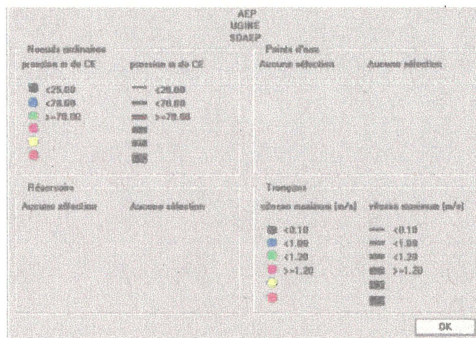 AEP
UGINE
SDAEP
Noeuds ordinaires
pression m de CE
pression m de CE
<25.00
<70.00
>=70.00
<70.00
>=70.00
Points d'eau
Aucune sélection
Aucune sélection
Réservoirs
Aucune sélection
Aucune sélection
Tronçons
vitesse maximum (m/s)
vitesse maximum (m/s)
<0.10
<1.00
<1.20
>=1.20
<0.10
<1.00
<1.20
>=1.20
OK